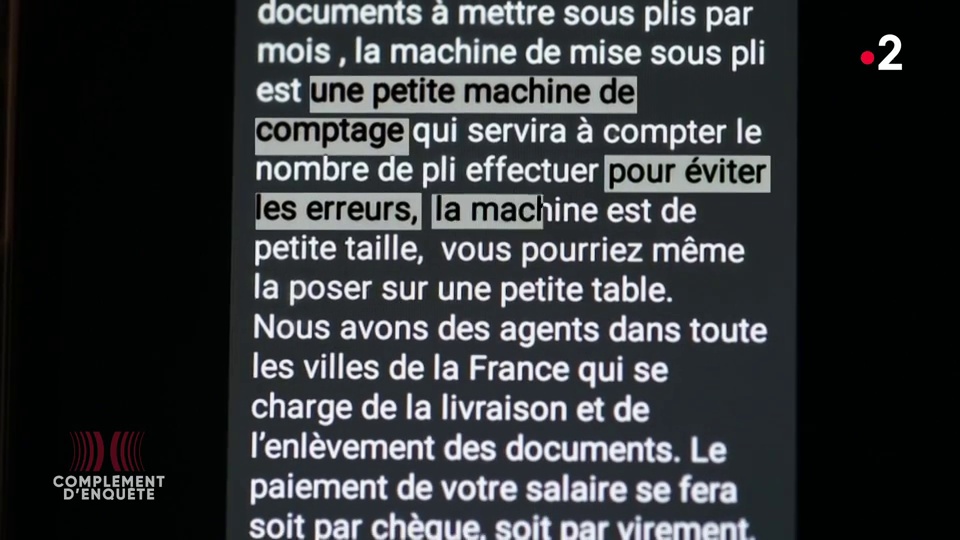 documents à mettre sous plis par
mois , la machine de mise sous pli
est une petite machine de
comptage qui servira à compter le
nombre de pli effectuer pour éviter
les erreurs, la machine est de
petite taille, vous pourriez même
la poser sur une petite table.
Nous avons des agents dans toute
les villes de la France qui se
charge de la livraison et de
l'enlèvement des documents. Le
paiement de votre salaire se fera
soit par chèque, soit par virement.
2
COMPLÉMENT
D'ENQUÊTE